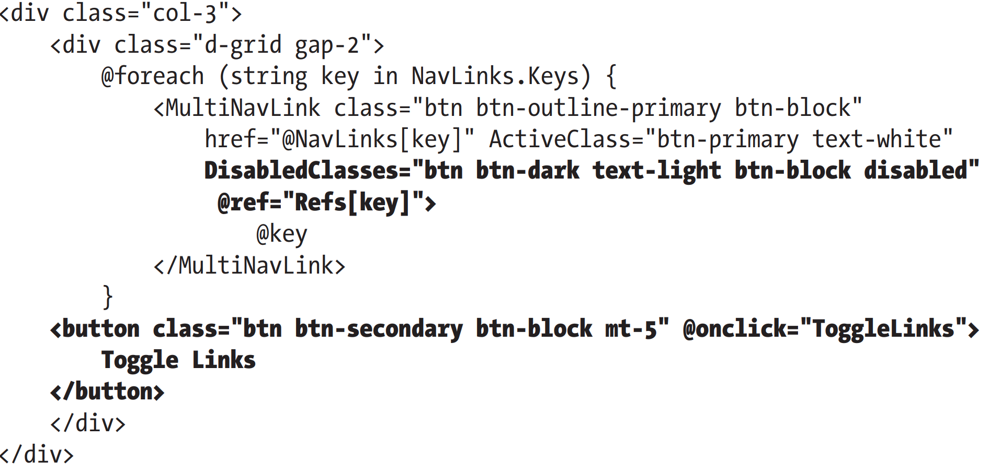 <div class="col-3">
    <div class="d-grid gap-2">
        @foreach (string key in NavLinks.Keys) {
            <MultiNavLink class="btn btn-outline-primary btn-block"
                href="@NavLinks[key]" ActiveClass="btn-primary text-white"
                DisabledClasses="btn btn-dark text-light btn-block disabled"
                 @ref="Refs[key]">
                    @key
            </MultiNavLink>
        }
    <button class="btn btn-secondary btn-block mt-5" @onclick="ToggleLinks">
        Toggle Links
    </button>
    </div>
</div>